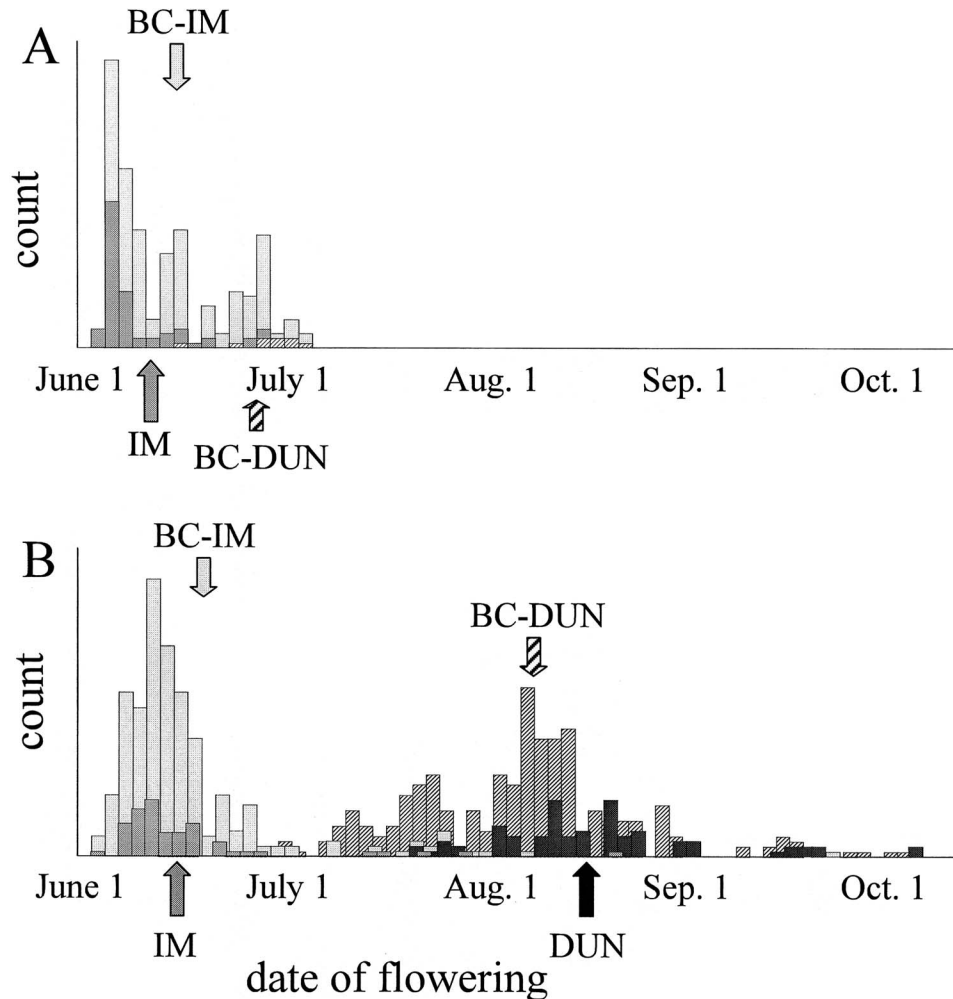 BC-IM
A
count
June 1 July 1 Aug. 1 Sep. 1 Oct. 1
IM BC-DUN
BC-IM
B
BC-DUN
count
June 1 July 1 Aug. 1 Sep. 1 Oct. 1
IM DUN
date of flowering